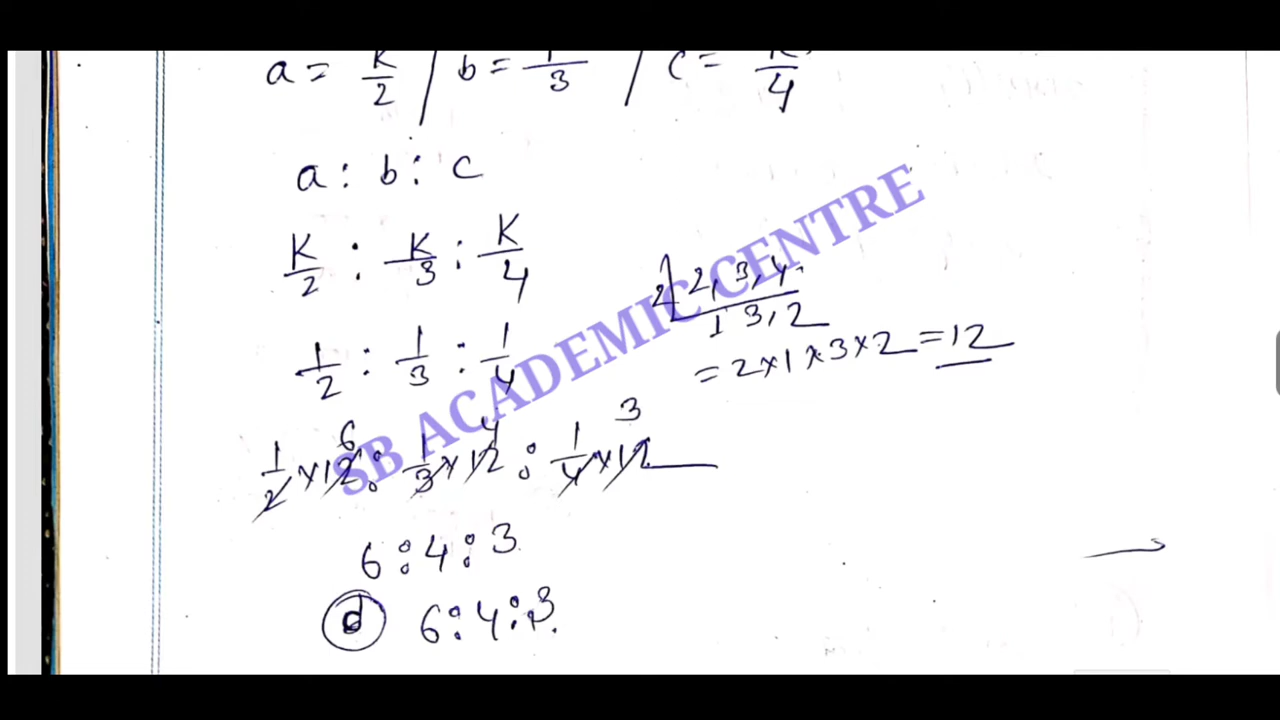 a = K/2 / b = 1/3 / c = K/4
a : b : c
K/2 : K/3 : K/4
2 | 2, 3, 4
1 3, 2
= 2 × 1 × 3 × 2 = 12
1/2 : 1/3 : 1/4
6 4 3
1/2 × 12 : 1/3 × 12 : 1/4 × 12
6 : 4 : 3
d 6 : 4 : 3
SB ACADEMIC CENTRE